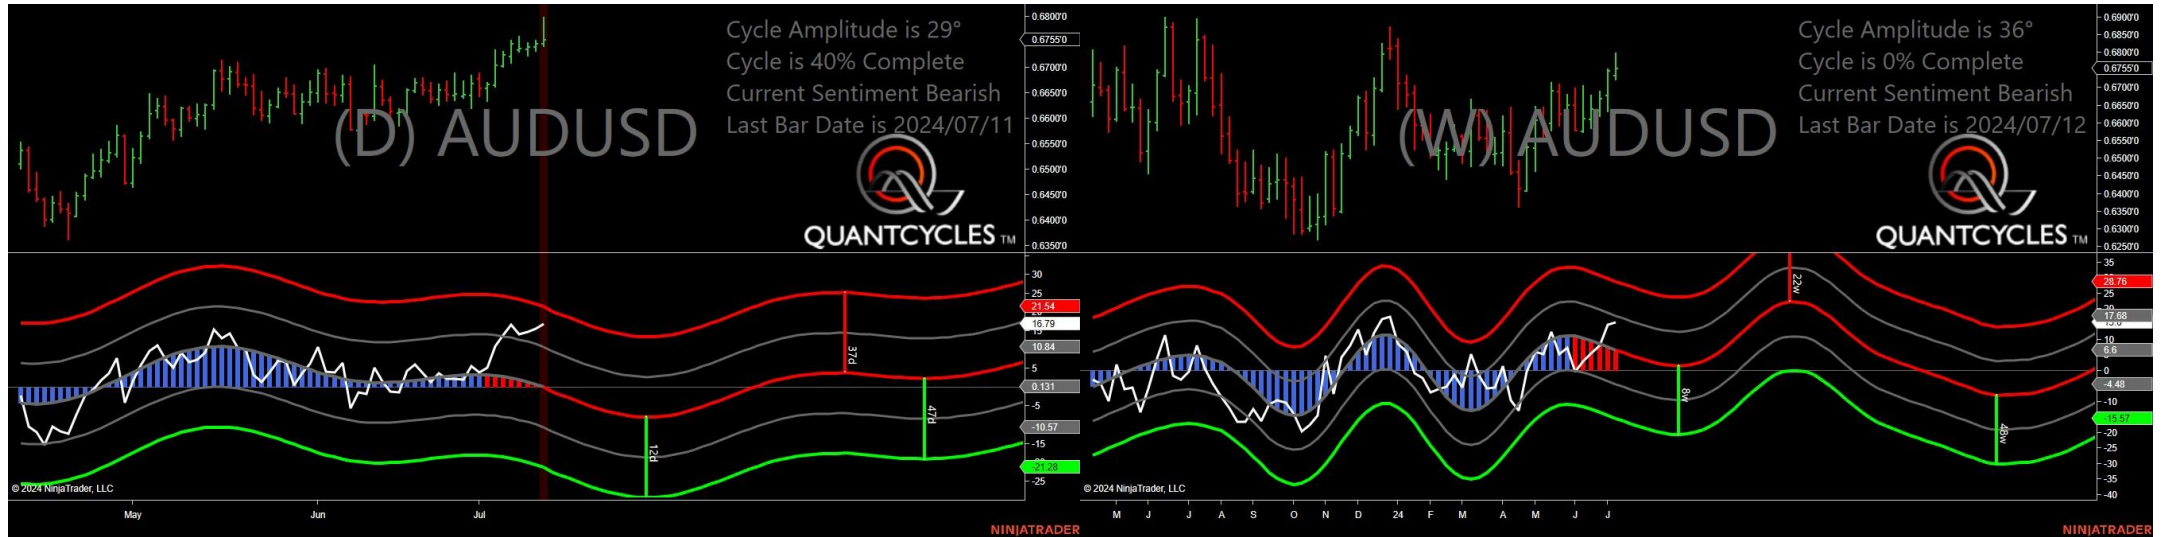 Cycle Amplitude is 29°
Cycle is 40% Complete
Current Sentiment Bearish
Last Bar Date is 2024/07/11
(D) AUDUSD
QUANTCYCLES TM
0.6800'0
0.6755'0
0.6700'0
0.6650'0
0.6600'0
0.6550'0
0.6500'0
0.6450'0
0.6400'0
0.6350'0
30
25
21.54
16.79
15
10.84
5
0.131
-5
-10.57
-15
-21.28
-25
37d
47d
12d
© 2024 NinjaTrader, LLC
May
Jun
Jul
NINJATRADER
Cycle Amplitude is 36°
Cycle is 0% Complete
Current Sentiment Bearish
Last Bar Date is 2024/07/12
(W) AUDUSD
QUANTCYCLES TM
0.6900'0
0.6850'0
0.6800'0
0.6755'0
0.6700'0
0.6650'0
0.6600'0
0.6550'0
0.6500'0
0.6450'0
0.6400'0
0.6350'0
0.6300'0
0.6250'0
35
28.76
25
17.68
10
6.6
0
-4.48
-10
-15.57
-20
-25
-30
-35
-40
22w
8w
48w
© 2024 NinjaTrader, LLC
M
J
J
A
S
O
N
D
24
F
M
A
M
J
J
NINJATRADER